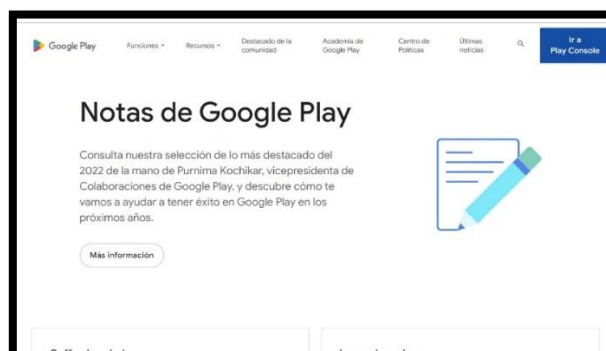 Google Play
Funciones
Recursos
Destacado de la
comunidad
Academia de
Google Play
Centro de
Políticas
Últimas
noticias
Ir a
Play Console
Notas de Google Play
Consulta nuestra selección de lo más destacado del
2022 de la mano de Purnima Kochikar, vicepresidenta de
Colaboraciones de Google Play, y descubre cómo te
vamos a ayudar a tener éxito en Google Play en los
próximos años.
Más información